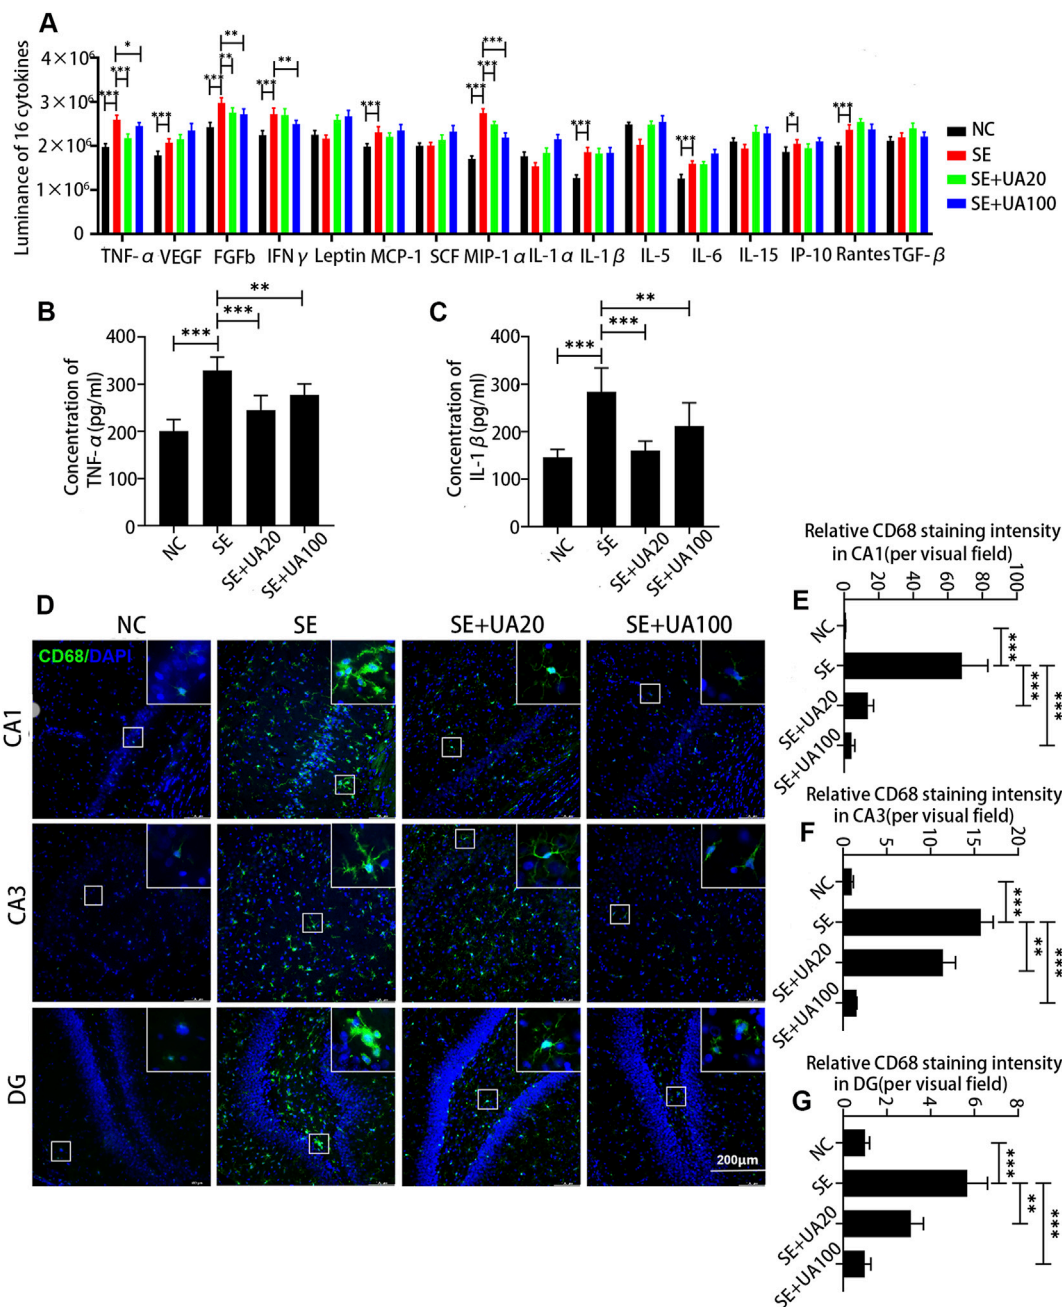 A
Luminance of 16 cytokines
4×10⁶
3×10⁶
2×10⁶
1×10⁶
0
*** *** *
***
*** ** **
*** **
***
*** *** ***
***
***
*
***
TNF-α VEGF FGFb IFNγ Leptin MCP-1 SCF MIP-1α IL-1α IL-1β IL-5 IL-6 IL-15 IP-10 Rantes TGF-β
NC
SE
SE+UA20
SE+UA100
B
Concentration of
TNF-α(pg/ml)
400
300
200
100
0
***
***
**
NC SE SE+UA20 SE+UA100
C
Concentration of
IL-1β(pg/ml)
400
300
200
100
0
***
***
**
NC SE SE+UA20 SE+UA100
D
NC SE SE+UA20 SE+UA100
CD68/DAPI
CA1
CA3
DG
200μm
E
Relative CD68 staining intensity
in CA1(per visual field)
0 20 40 60 80 100
NC
SE
SE+UA20
SE+UA100
***
***
***
F
Relative CD68 staining intensity
in CA3(per visual field)
0 5 10 15 20
NC
SE
SE+UA20
SE+UA100
***
**
***
G
Relative CD68 staining intensity
in DG(per visual field)
0 2 4 6 8
NC
SE
SE+UA20
SE+UA100
***
**
***